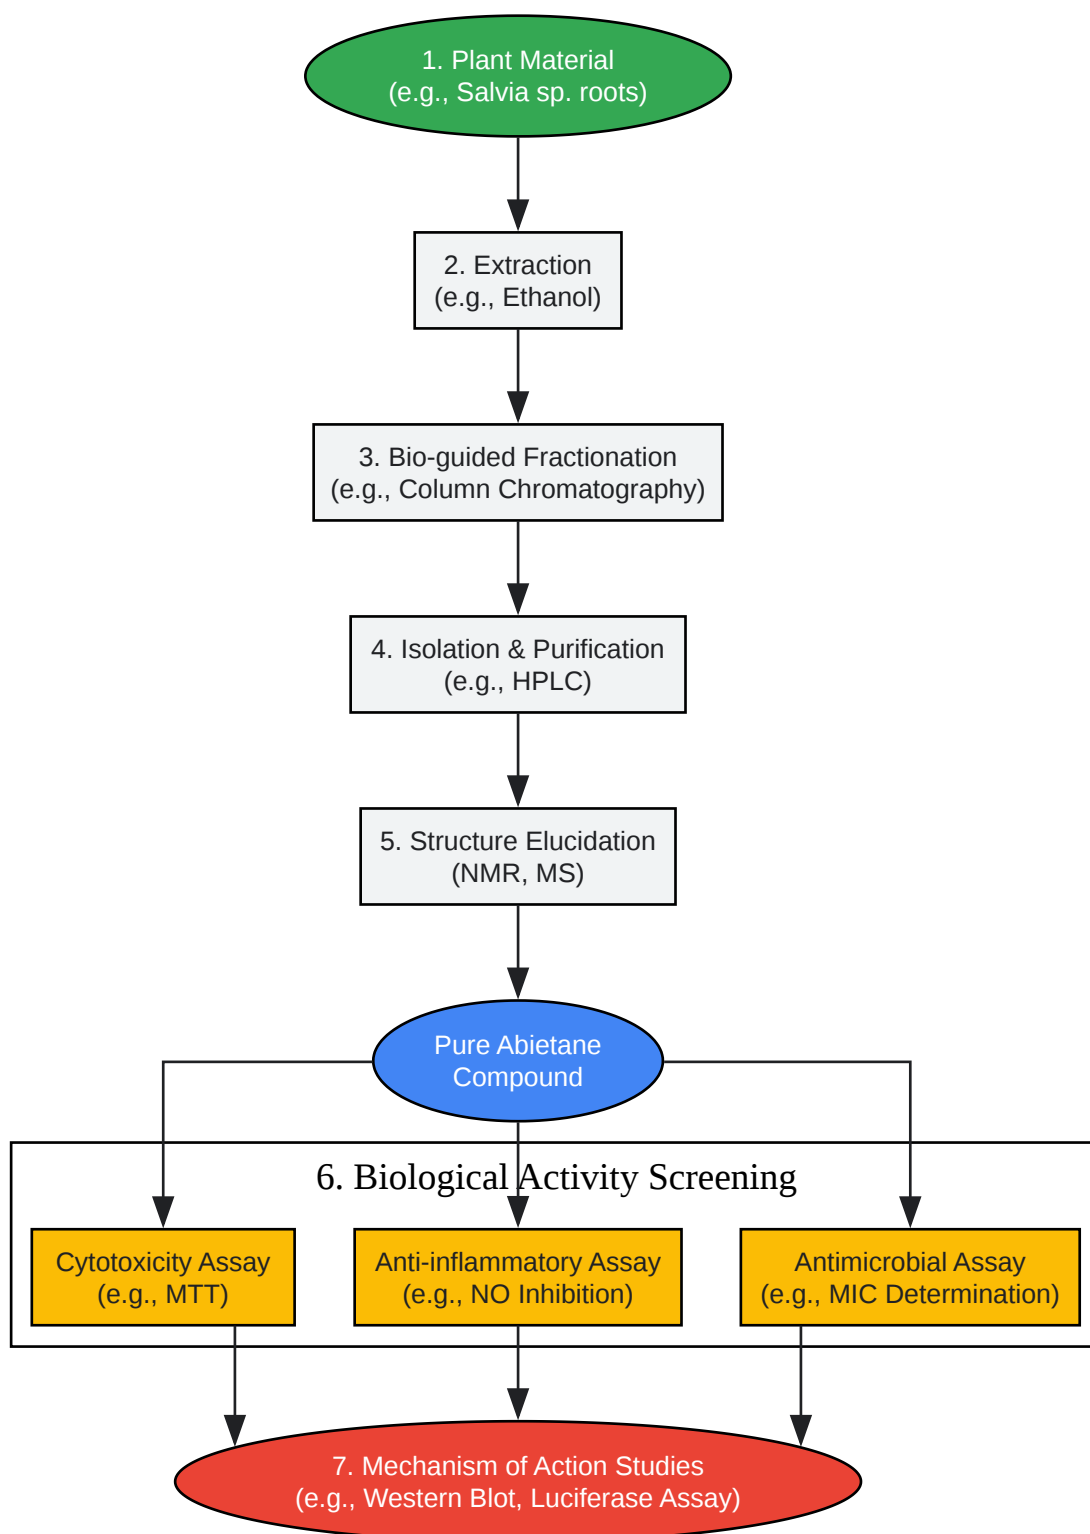 1. Plant Material
(e.g., Salvia sp. roots)
2. Extraction
(e.g., Ethanol)
3. Bio-guided Fractionation
(e.g., Column Chromatography)
4. Isolation & Purification
(e.g., HPLC)
5. Structure Elucidation
(NMR, MS)
Pure Abietane
Compound
6. Biological Activity Screening
Cytotoxicity Assay
(e.g., MTT)
Anti-inflammatory Assay
(e.g., NO Inhibition)
Antimicrobial Assay
(e.g., MIC Determination)
7. Mechanism of Action Studies
(e.g., Western Blot, Luciferase Assay)